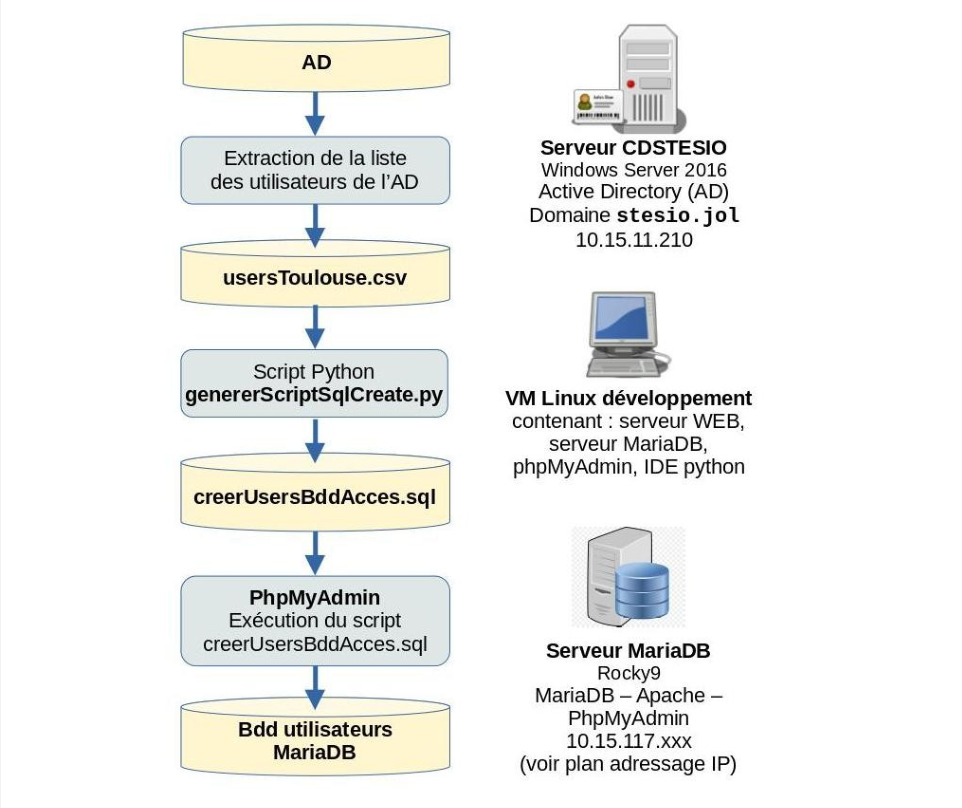 AD
Extraction de la liste
des utilisateurs de l'AD
usersToulouse.csv
Script Python
genererScriptSqlCreate.py
creerUsersBddAcces.sql
PhpMyAdmin
Exécution du script
creerUsersBddAcces.sql
Bdd utilisateurs
MariaDB
Serveur CDSTESIO
Windows Server 2016
Active Directory (AD)
Domaine stesio.jol
10.15.11.210
VM Linux développement
contenant : serveur WEB,
serveur MariaDB,
phpMyAdmin, IDE python
Serveur MariaDB
Rocky9
MariaDB – Apache –
PhpMyAdmin
10.15.117.xxx
(voir plan adressage IP)